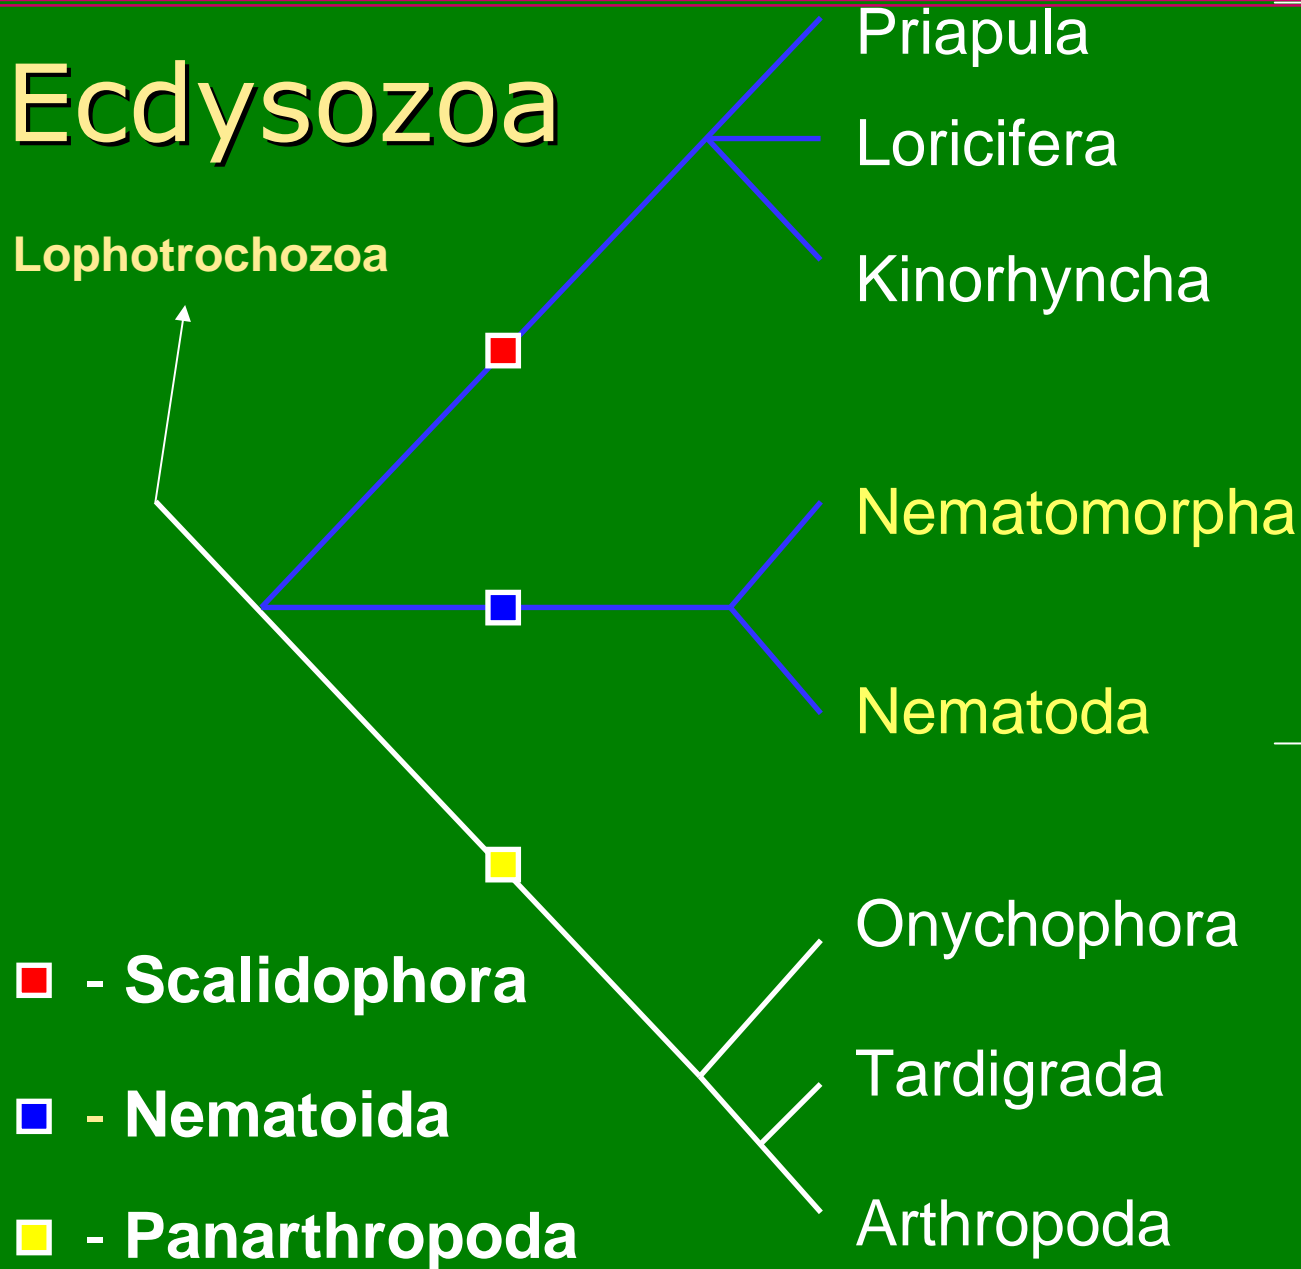 Ecdysozoa
Lophotrochozoa
Priapula
Loricifera
Kinorhyncha
Nematomorpha
Nematoda
Onychophora
Tardigrada
Arthropoda
- Scalidophora
- Nematoida
- Panarthropoda